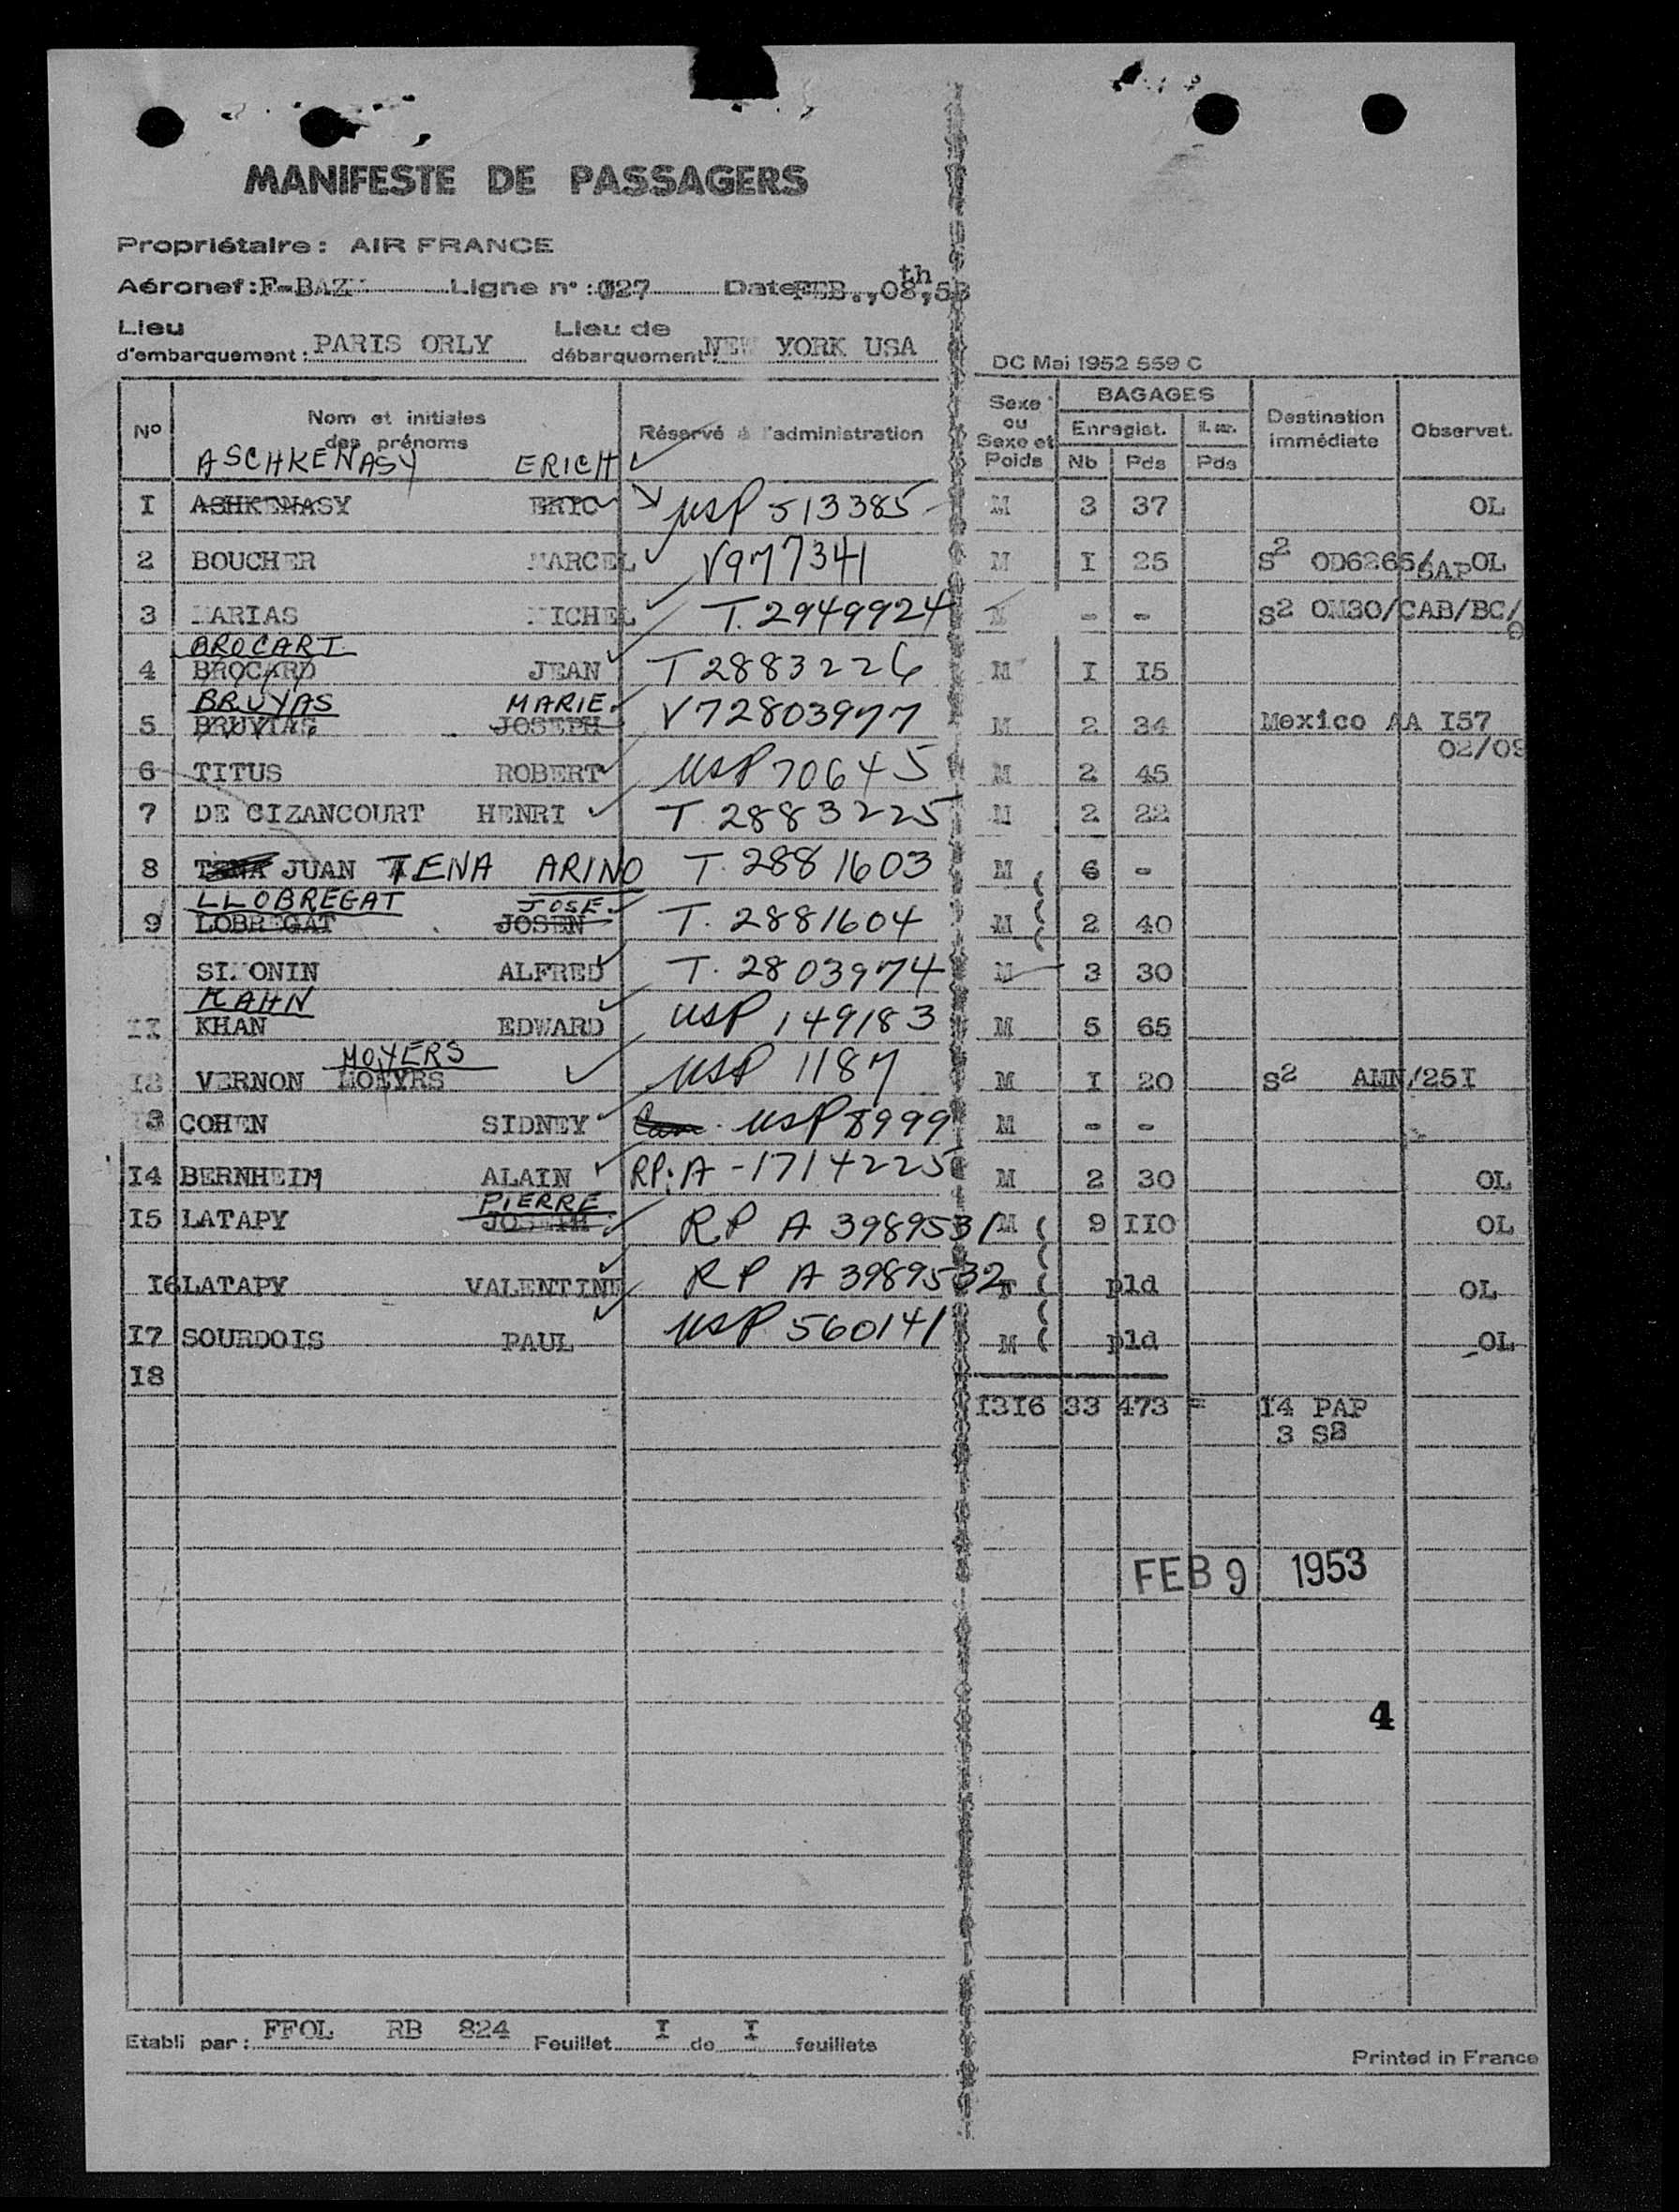 MANIFESTE DE PASSAGERS
Propriétaire : AIR FRANCE
Aéronef : F-BAZ Ligne n° : 027 Date FEB., 08th, 53
Lieu d'embarquement : PARIS ORLY Lieu de débarquement NEW YORK USA
DC Mai 1952 559 C
N° Nom et initiales des prénoms Réservé à l'administration Sexe ou Sexe et Poids BAGAGES Enregist. Nb Pds Pds Destination immédiate Observat.
ASCHKENASY ERICH
I ASHKENASY ERIC USP 513385 M 3 37 OL
2 BOUCHER MARCEL V977341 M I 25 S2 OD6265/SAP OL
3 MARIAS MICHEL T. 2949924 M - - S2 OM30/CAB/BC/O
BROCART
4 BROCARD JEAN T 2883226 M I I5
BRUYAS MARIE
5 BRUYIAS JOSEPH V72803977 M 2 34 Mexico AA I57
02/09
6 TITUS ROBERT USP 70645 M 2 45
7 DE CIZANCOURT HENRI T. 2883225 M 2 22
8 TENA JUAN TENA ARINO T. 2881603 M 6 -
LLOBREGAT JOSE
9 LOBREGAT JOSEN T. 2881604 M 2 40
SIMONIN ALFRED T. 2803974 M 3 30
KAHN
II KHAN EDWARD USP 149183 M 5 65
MOYERS
I2 VERNON MOEYRS USP 1187 M I 20 S2 AMN/25I
I3 COHEN SIDNEY USP 8999 M - -
I4 BERNHEIM ALAIN RP: A-1714225 M 2 30 OL
PIERRE
I5 LATAPY JOSEPH RP A 3989531 M 9 II0 OL
I6 LATAPY VALENTINE RP A 3989532 F pld OL
I7 SOURDOIS PAUL USP 560141 M pld OL
I8
I3I6 33 473 = I4 PAP
3 S2
FEB 9 1953
4
Etabli par : FFOL RB 824 Feuillet I de I feuillets
Printed in France